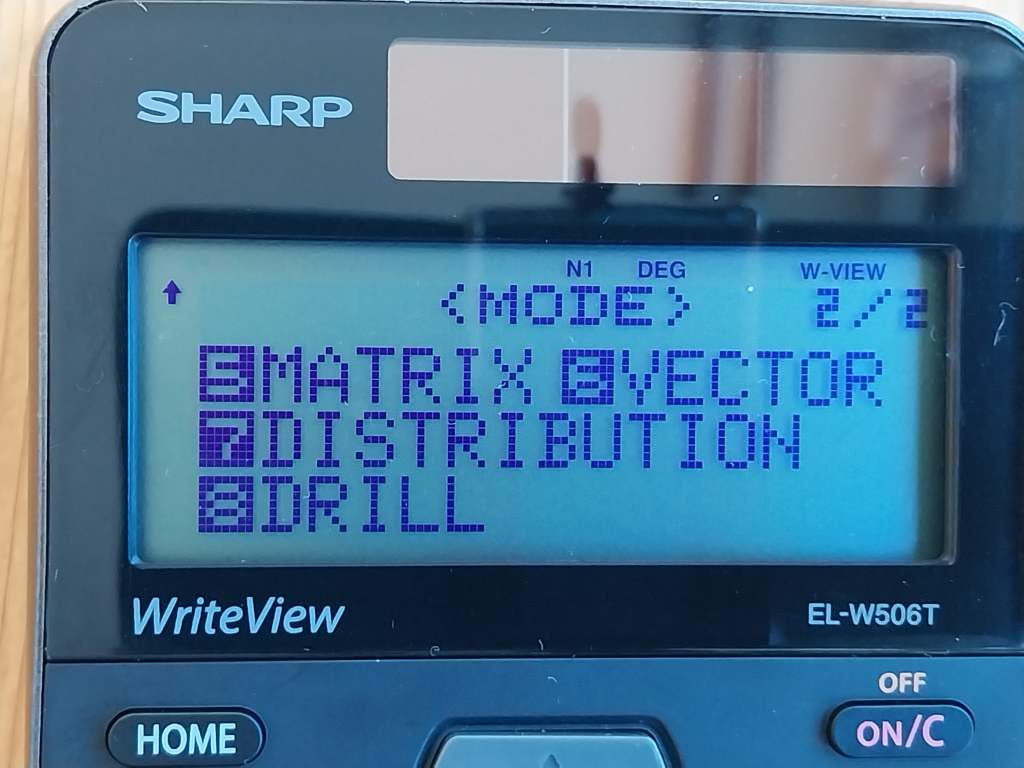 SHARP
N1 DEG W-VIEW
<MODE> 2/2
5MATRIX 6VECTOR
7DISTRIBUTION
8DRILL
WriteView EL-W506T
OFF
HOME ON/C